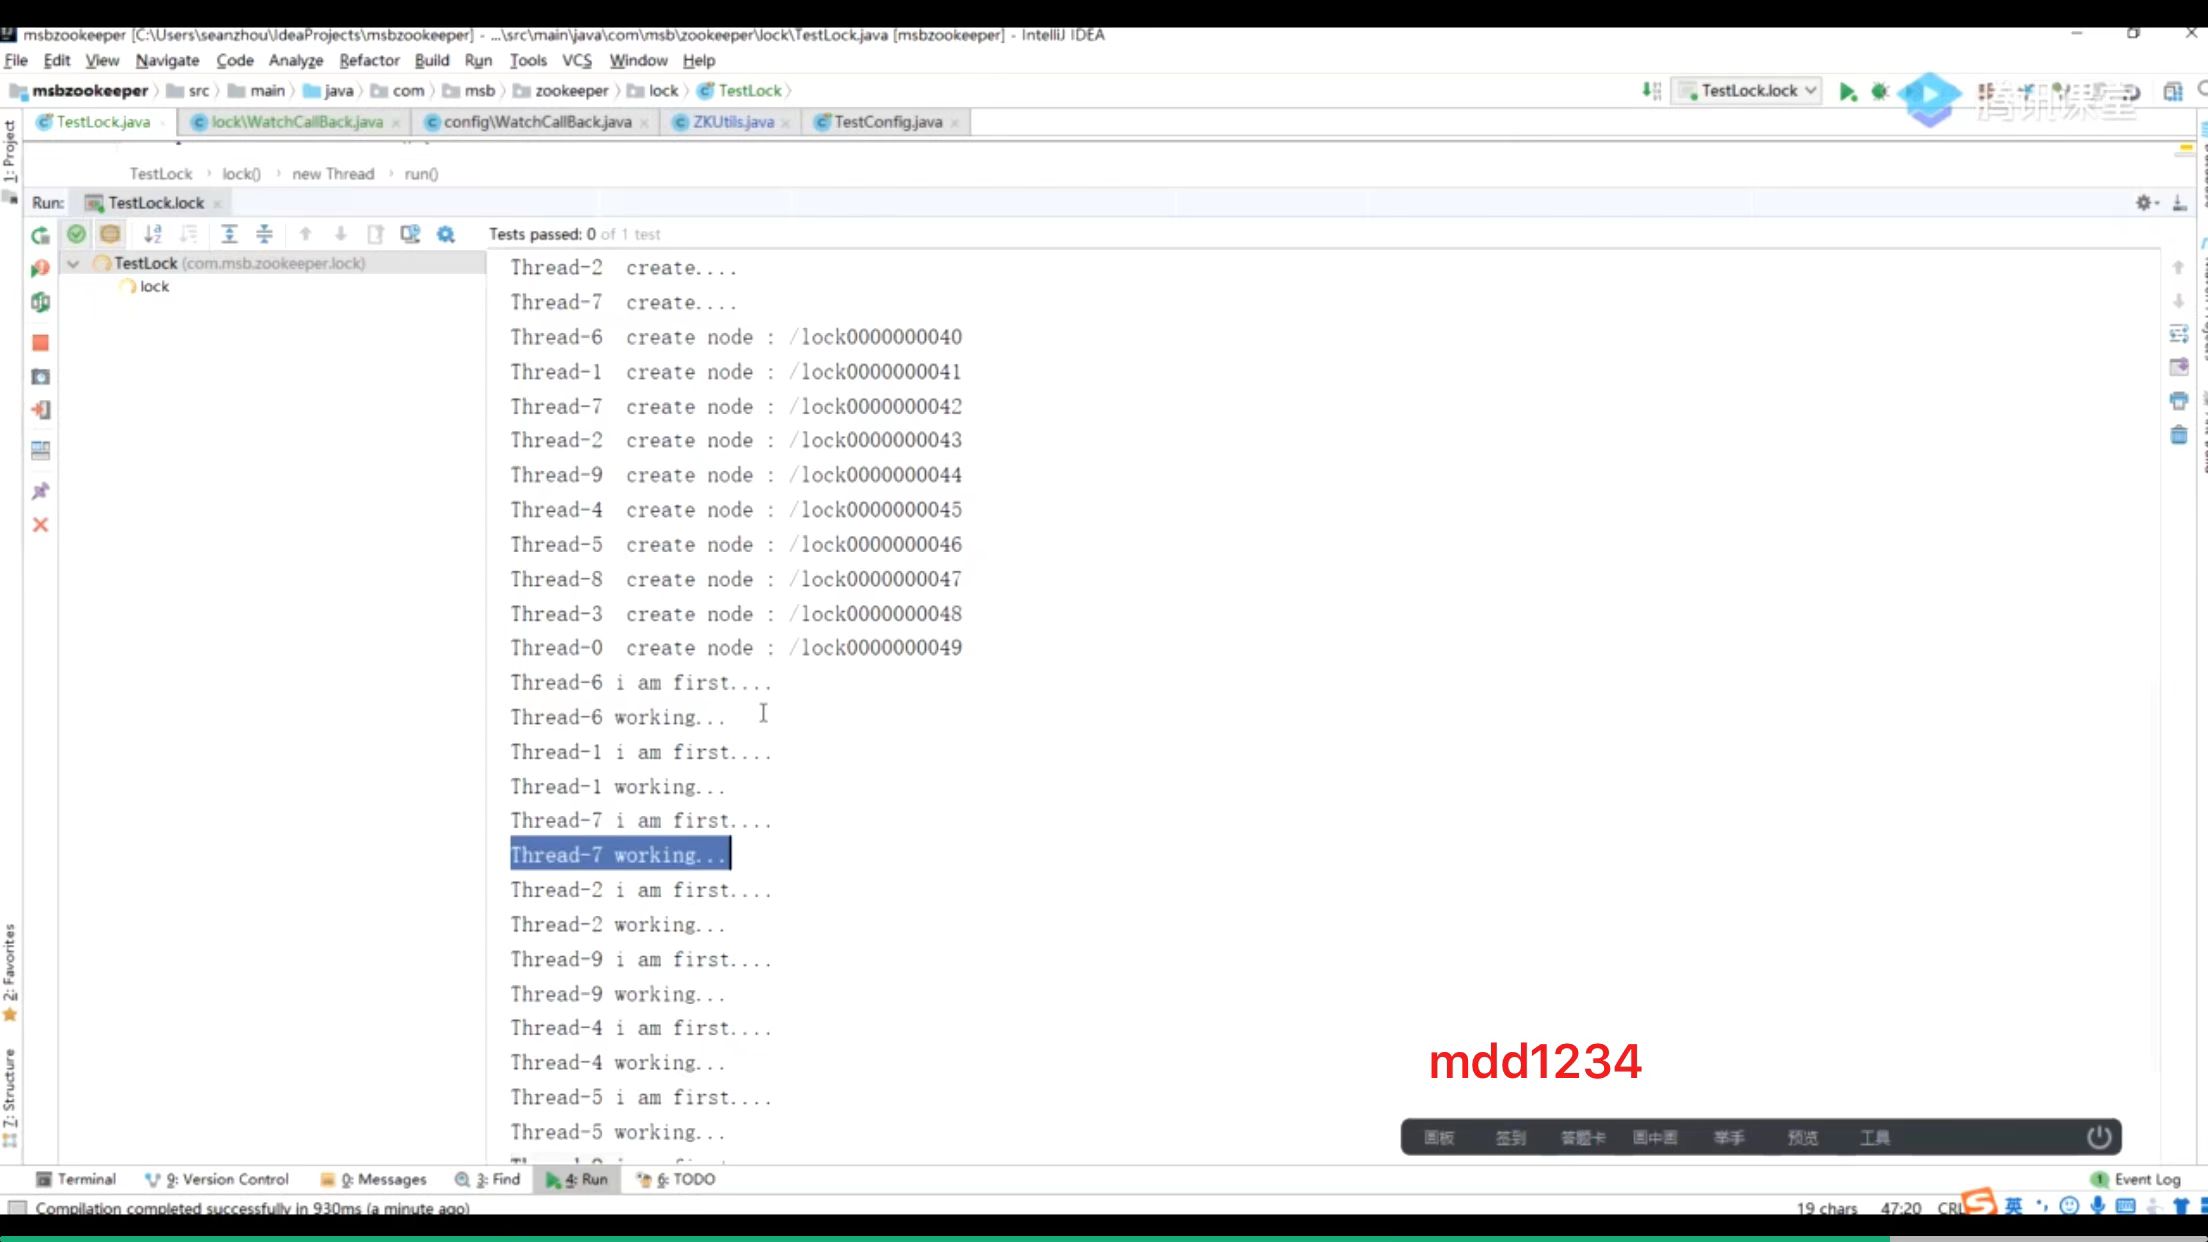 msbzookeeper [C:\Users\seanzhou\IdeaProjects\msbzookeeper] - ...\src\main\java\com\msb\zookeeper\lock\TestLock.java [msbzookeeper] - IntelliJ IDEA
File Edit View Navigate Code Analyze Refactor Build Run Tools VCS Window Help
msbzookeeper src main java com msb zookeeper lock TestLock
TestLock.lock
腾讯课堂
TestLock.java lock\WatchCallBack.java config\WatchCallBack.java ZKUtils.java TestConfig.java
1: Project
TestLock › lock() › new Thread › run()
Run: TestLock.lock
Tests passed: 0 of 1 test
TestLock (com.msb.zookeeper.lock)
lock
Thread-2 create....
Thread-7 create....
Thread-6 create node : /lock0000000040
Thread-1 create node : /lock0000000041
Thread-7 create node : /lock0000000042
Thread-2 create node : /lock0000000043
Thread-9 create node : /lock0000000044
Thread-4 create node : /lock0000000045
Thread-5 create node : /lock0000000046
Thread-8 create node : /lock0000000047
Thread-3 create node : /lock0000000048
Thread-0 create node : /lock0000000049
Thread-6 i am first....
Thread-6 working...
Thread-1 i am first....
Thread-1 working...
Thread-7 i am first....
Thread-7 working...
Thread-2 i am first....
Thread-2 working...
Thread-9 i am first....
Thread-9 working...
Thread-4 i am first....
Thread-4 working...
Thread-5 i am first....
Thread-5 working...
2: Favorites
7: Structure
mdd1234
画板 签到 答题卡 画中画 举手 预览 工具
Terminal 9: Version Control 0: Messages 3: Find 4: Run 6: TODO
1 Event Log
Compilation completed successfully in 930ms (a minute ago)
19 chars 47:20 英